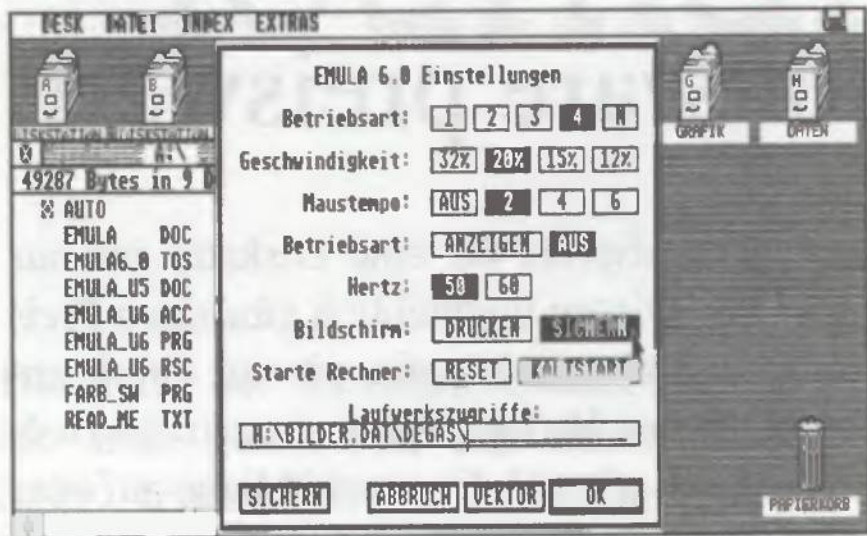 DESK DATEI INDEX EXTRAS
A
B
G
H
DISKSTATION DISKSTATION
GRAFIK
DATEN
A:\
49287 Bytes in 9 D
AUTO
EMULA DOC
EMULA6_0 TOS
EMULA_U5 DOC
EMULA_U6 ACC
EMULA_U6 PRG
EMULA_U6 RSC
FARB_SW PRG
READ_ME TXT
EMULA 6.0 Einstellungen
Betriebsart: 1 2 3 4 M
Geschwindigkeit: 32% 20% 15% 12%
Maustempo: AUS 2 4 6
Betriebsart: ANZEIGEN AUS
Hertz: 50 60
Bildschirm: DRUCKEN SICHERN
Starte Rechner: RESET KALTSTART
Laufwerkszugriffe:
H:\BILDER.DAT\DEGAS\
SICHERN ABBRUCH VEKTOR OK
PAPIERKORB